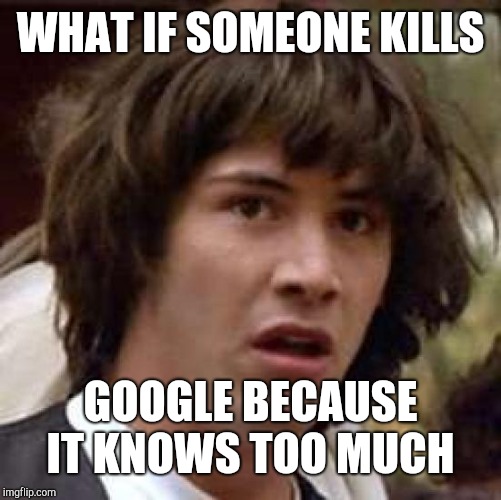 WHAT IF SOMEONE KILLS
GOOGLE BECAUSE
IT KNOWS TOO MUCH
imgflip.com